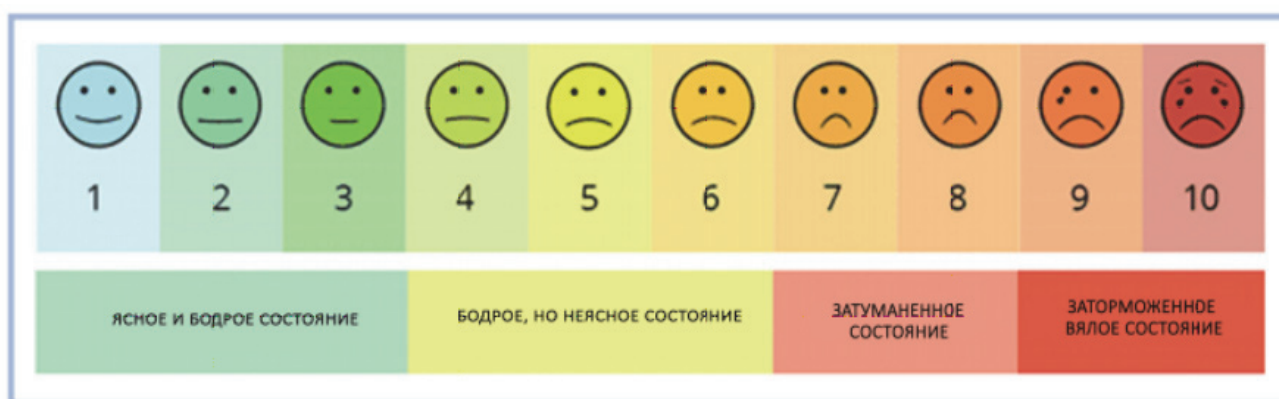 1 2 3 4 5 6 7 8 9 10
ЯСНОЕ И БОДРОЕ СОСТОЯНИЕ
БОДРОЕ, НО НЕЯСНОЕ СОСТОЯНИЕ
ЗАТУМАНЕННОЕ
СОСТОЯНИЕ
ЗАТОРМОЖЕННОЕ
ВЯЛОЕ СОСТОЯНИЕ